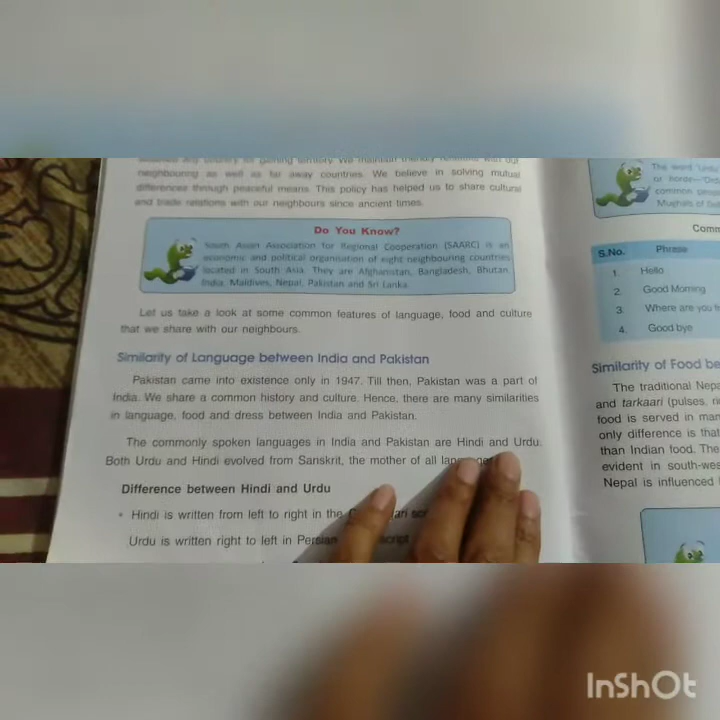 neighbouring as well as far away countries. We believe in solving mutual
differences through peaceful means. This policy has helped us to share cultural
and trade relations with our neighbours since ancient times.
Do You Know?
South Asian Association for Regional Cooperation (SAARC) is an
economic and political organisation of eight neighbouring countries
located in South Asia. They are Afghanistan, Bangladesh, Bhutan,
India, Maldives, Nepal, Pakistan and Sri Lanka.
Let us take a look at some common features of language, food and culture
that we share with our neighbours.
Similarity of Language between India and Pakistan
Pakistan came into existence only in 1947. Till then, Pakistan was a part of
India. We share a common history and culture. Hence, there are many similarities
in language, food and dress between India and Pakistan.
The commonly spoken languages in India and Pakistan are Hindi and Urdu.
Both Urdu and Hindi evolved from Sanskrit, the mother of all
Difference between Hindi and Urdu
• Hindi is written from left to right in the
Urdu is written right to left in Persian script
The word 'Urdu
or horde—
common
Mughals of
S.No. Phrase
1. Hello
2. Good Morning
3. Where are you
4. Good bye
Similarity of Food
The traditional
and tarkaari (pulses,
food is served in
only difference is that
than Indian food. The
evident in
Nepal is influenced
InShOt